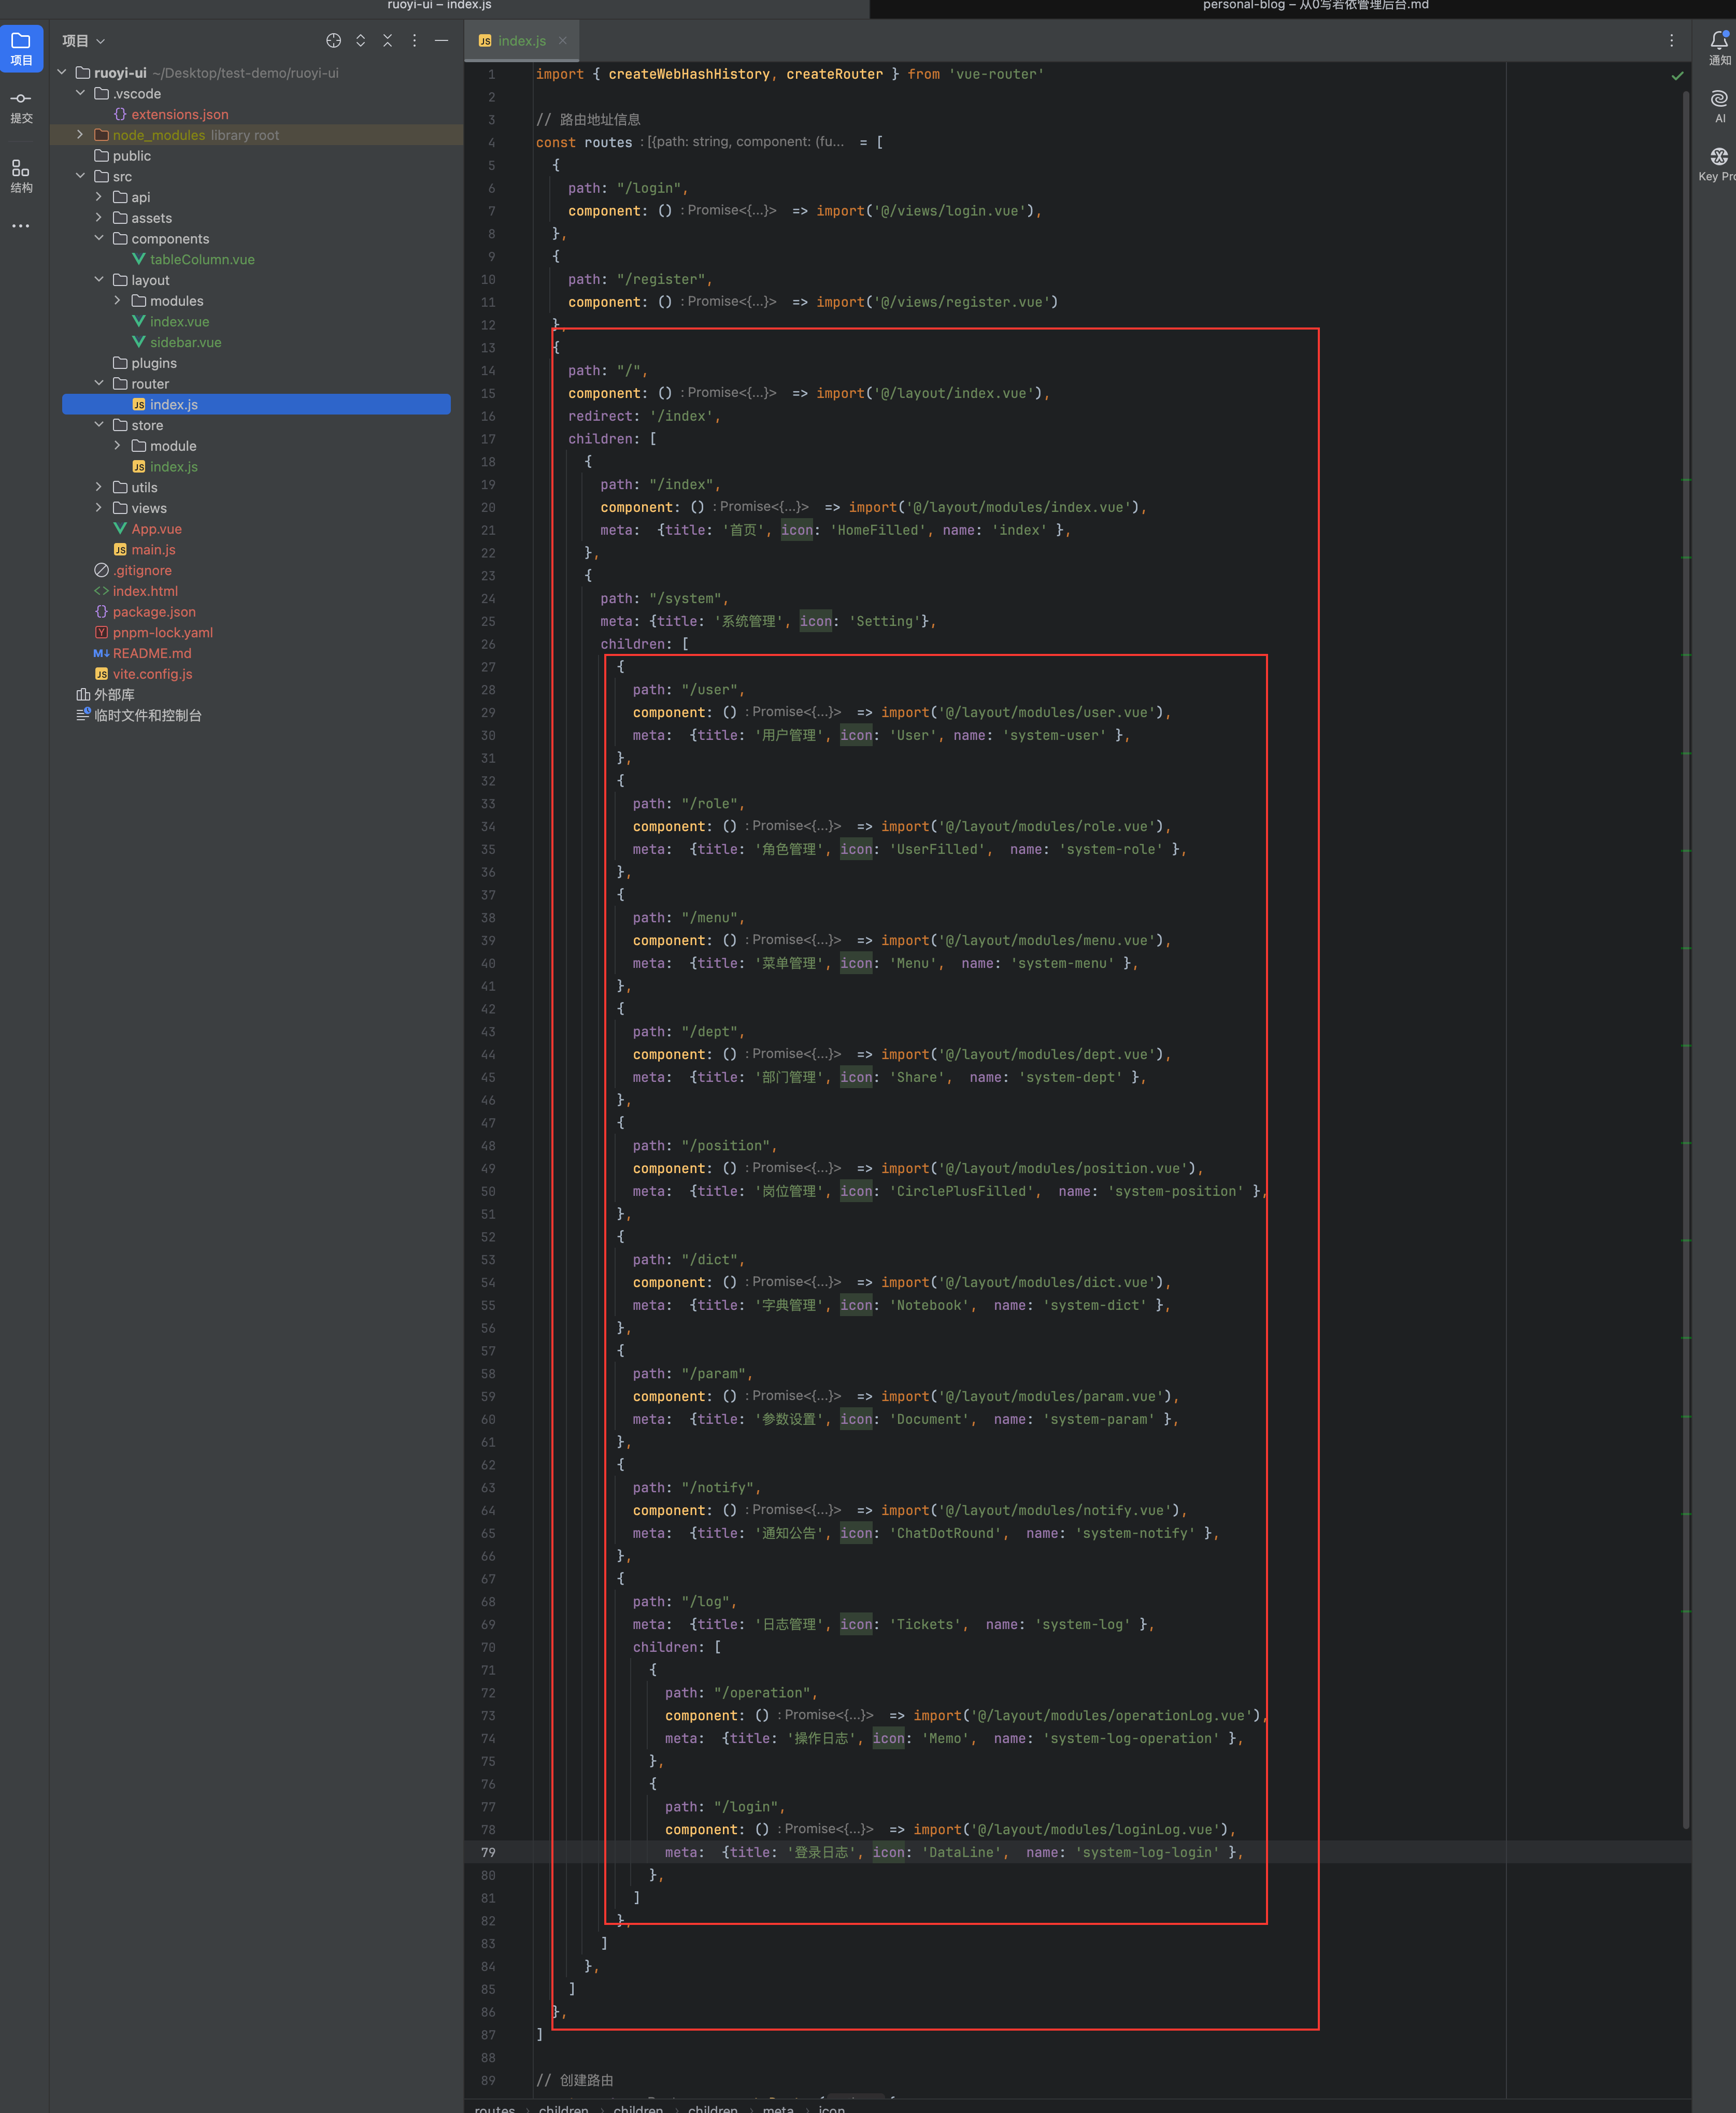 ruoyi-ui – index.js
personal-blog – 从0写若依管理后台.md
项目
项目
提交
结构
ruoyi-ui ~/Desktop/test-demo/ruoyi-ui
.vscode
extensions.json
node_modules library root
public
src
api
assets
components
tableColumn.vue
layout
modules
index.vue
sidebar.vue
plugins
router
index.js
store
module
index.js
utils
views
App.vue
main.js
.gitignore
index.html
package.json
pnpm-lock.yaml
README.md
vite.config.js
外部库
临时文件和控制台
index.js
1 import { createWebHashHistory, createRouter } from 'vue-router'
2
3 // 路由地址信息
4 const routes : [{path: string, component: (fu... = [
5 {
6 path: "/login",
7 component: () : Promise<{...}> => import('@/views/login.vue'),
8 },
9 {
10 path: "/register",
11 component: () : Promise<{...}> => import('@/views/register.vue')
12 },
13 {
14 path: "/",
15 component: () : Promise<{...}> => import('@/layout/index.vue'),
16 redirect: '/index',
17 children: [
18 {
19 path: "/index",
20 component: () : Promise<{...}> => import('@/layout/modules/index.vue'),
21 meta: {title: '首页', icon: 'HomeFilled', name: 'index' },
22 },
23 {
24 path: "/system",
25 meta: {title: '系统管理', icon: 'Setting'},
26 children: [
27 {
28 path: "/user",
29 component: () : Promise<{...}> => import('@/layout/modules/user.vue'),
30 meta: {title: '用户管理', icon: 'User', name: 'system-user' },
31 },
32 {
33 path: "/role",
34 component: () : Promise<{...}> => import('@/layout/modules/role.vue'),
35 meta: {title: '角色管理', icon: 'UserFilled', name: 'system-role' },
36 },
37 {
38 path: "/menu",
39 component: () : Promise<{...}> => import('@/layout/modules/menu.vue'),
40 meta: {title: '菜单管理', icon: 'Menu', name: 'system-menu' },
41 },
42 {
43 path: "/dept",
44 component: () : Promise<{...}> => import('@/layout/modules/dept.vue'),
45 meta: {title: '部门管理', icon: 'Share', name: 'system-dept' },
46 },
47 {
48 path: "/position",
49 component: () : Promise<{...}> => import('@/layout/modules/position.vue'),
50 meta: {title: '岗位管理', icon: 'CirclePlusFilled', name: 'system-position' },
51 },
52 {
53 path: "/dict",
54 component: () : Promise<{...}> => import('@/layout/modules/dict.vue'),
55 meta: {title: '字典管理', icon: 'Notebook', name: 'system-dict' },
56 },
57 {
58 path: "/param",
59 component: () : Promise<{...}> => import('@/layout/modules/param.vue'),
60 meta: {title: '参数设置', icon: 'Document', name: 'system-param' },
61 },
62 {
63 path: "/notify",
64 component: () : Promise<{...}> => import('@/layout/modules/notify.vue'),
65 meta: {title: '通知公告', icon: 'ChatDotRound', name: 'system-notify' },
66 },
67 {
68 path: "/log",
69 meta: {title: '日志管理', icon: 'Tickets', name: 'system-log' },
70 children: [
71 {
72 path: "/operation",
73 component: () : Promise<{...}> => import('@/layout/modules/operationLog.vue'),
74 meta: {title: '操作日志', icon: 'Memo', name: 'system-log-operation' },
75 },
76 {
77 path: "/login",
78 component: () : Promise<{...}> => import('@/layout/modules/loginLog.vue'),
79 meta: {title: '登录日志', icon: 'DataLine', name: 'system-log-login' },
80 },
81 ]
82 },
83 ]
84 },
85 ]
86 },
87 ]
88
89 // 创建路由
routes › children › children › children › meta › icon
通知
AI
Key Pro